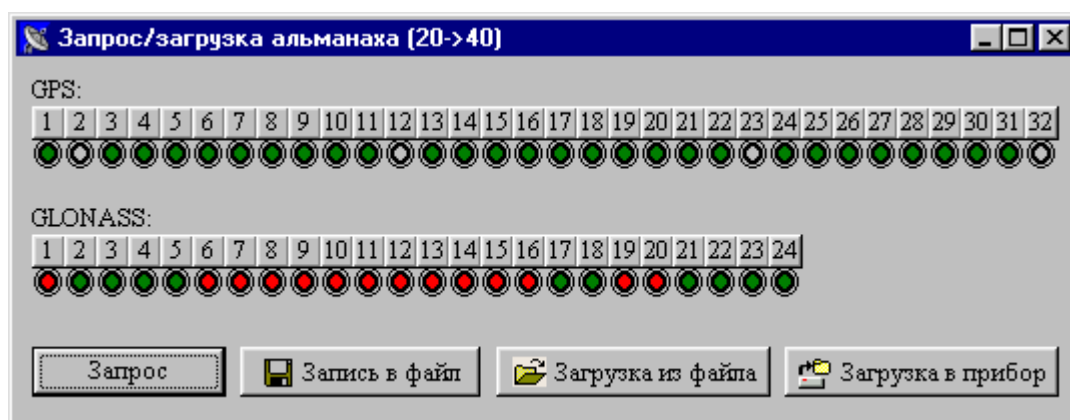 Запрос/загрузка альманаха (20->40)
GPS:
1 2 3 4 5 6 7 8 9 10 11 12 13 14 15 16 17 18 19 20 21 22 23 24 25 26 27 28 29 30 31 32
GLONASS:
1 2 3 4 5 6 7 8 9 10 11 12 13 14 15 16 17 18 19 20 21 22 23 24
Запрос Запись в файл Загрузка из файла Загрузка в прибор